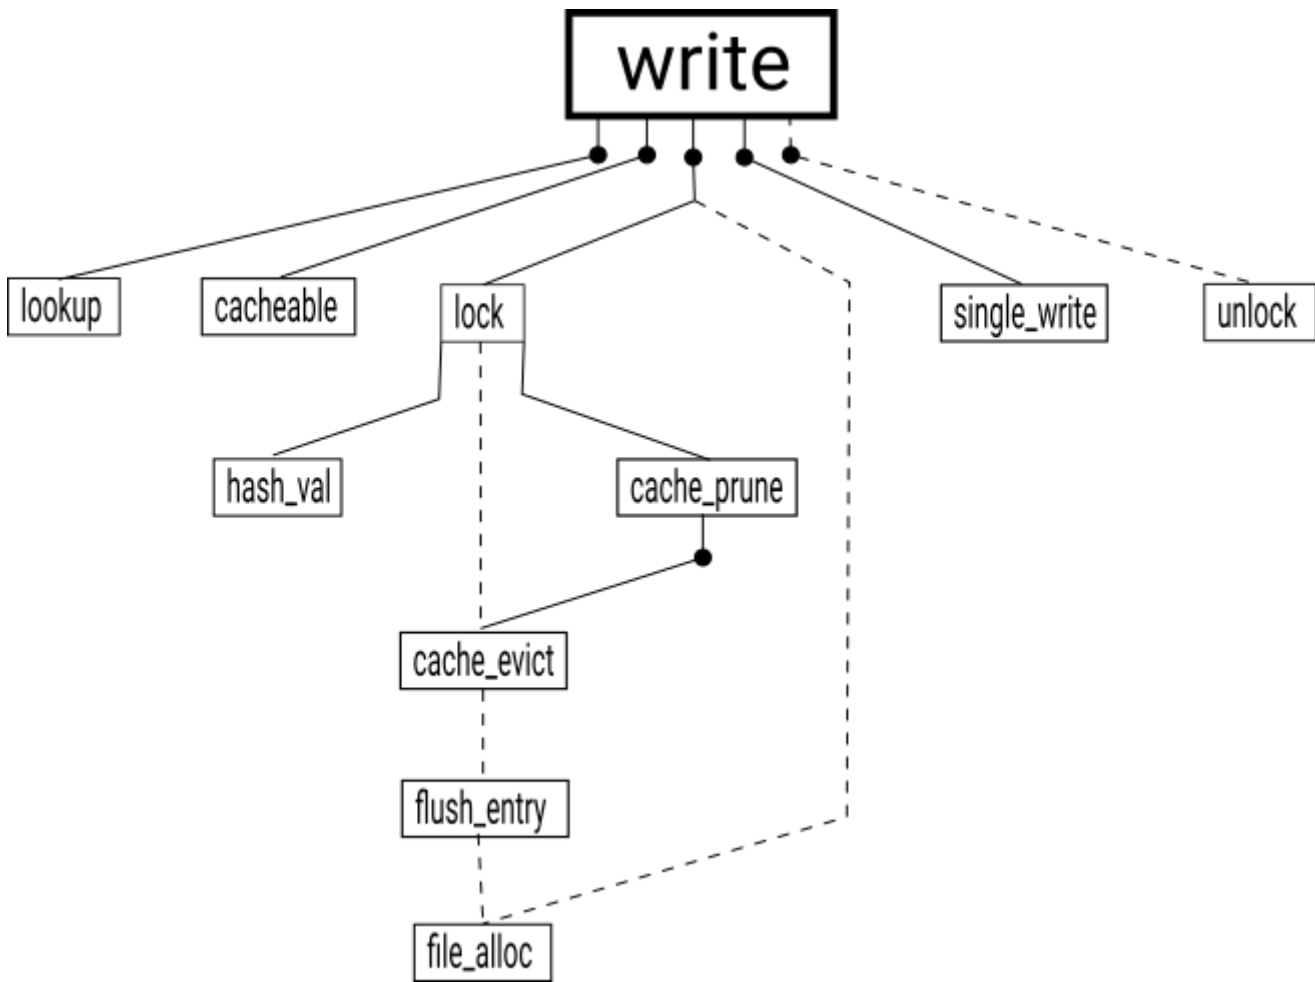 write
lookup
cacheable
lock
single_write
unlock
hash_val
cache_prune
cache_evict
flush_entry
file_alloc